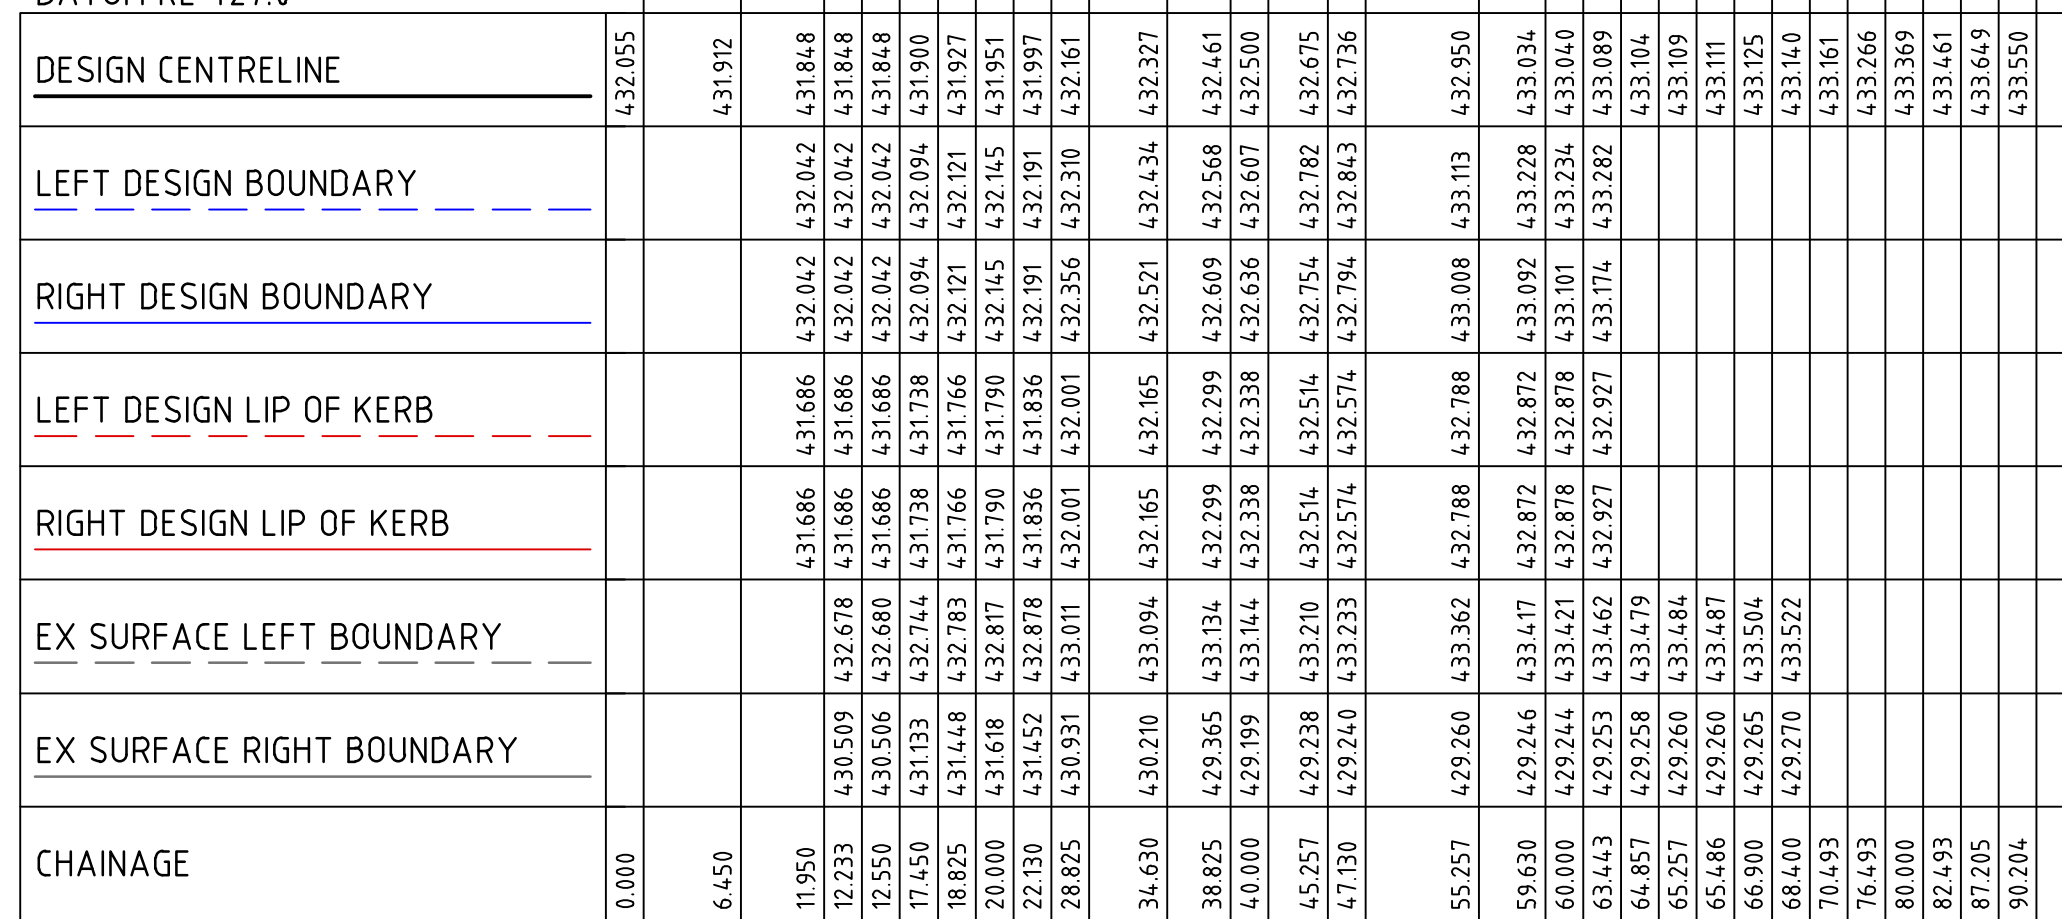 DESIGN CENTRELINE 432.055 431.912 431.848 431.848 431.848 431.900 431.927 431.951 431.997 432.161 432.327 432.461 432.500 432.675 432.736 432.950 433.034 433.040 433.089 433.104 433.109 433.111 433.125 433.140 433.161 433.266 433.369 433.461 433.649 433.550
LEFT DESIGN BOUNDARY 432.042 432.042 432.042 432.094 432.121 432.145 432.191 432.310 432.434 432.568 432.607 432.782 432.843 433.113 433.228 433.234 433.282
RIGHT DESIGN BOUNDARY 432.042 432.042 432.042 432.094 432.121 432.145 432.191 432.356 432.521 432.609 432.636 432.754 432.794 433.008 433.092 433.101 433.174
LEFT DESIGN LIP OF KERB 431.686 431.686 431.686 431.738 431.766 431.790 431.836 432.001 432.165 432.299 432.338 432.514 432.574 432.788 432.872 432.878 432.927
RIGHT DESIGN LIP OF KERB 431.686 431.686 431.686 431.738 431.766 431.790 431.836 432.001 432.165 432.299 432.338 432.514 432.574 432.788 432.872 432.878 432.927
EX SURFACE LEFT BOUNDARY 432.678 432.680 432.744 432.783 432.817 432.878 433.011 433.094 433.134 433.144 433.210 433.233 433.362 433.417 433.421 433.462 433.479 433.484 433.487 433.504 433.522
EX SURFACE RIGHT BOUNDARY 430.509 430.506 431.133 431.448 431.618 431.452 430.931 430.210 429.365 429.199 429.238 429.240 429.260 429.246 429.244 429.253 429.258 429.260 429.260 429.265 429.270
CHAINAGE 0.000 6.450 11.950 12.233 12.550 17.450 18.825 20.000 22.130 28.825 34.630 38.825 40.000 45.257 47.130 55.257 59.630 60.000 63.443 64.857 65.257 65.486 66.900 68.400 70.493 76.493 80.000 82.493 87.205 90.204